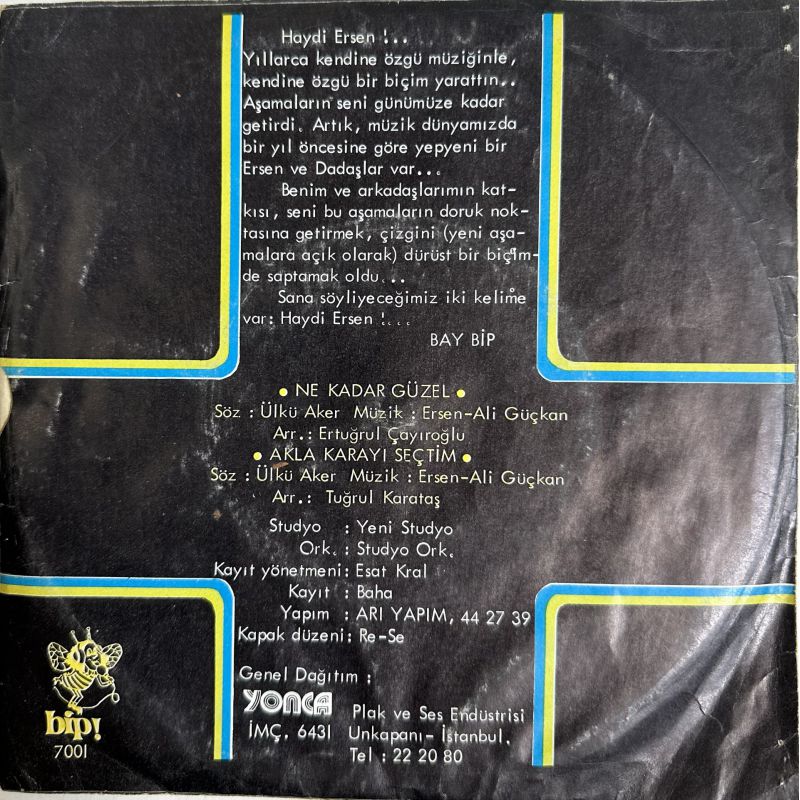 Haydi Ersen !..
Yıllarca kendine özgü müziğinle,
kendine özgü bir biçim yarattın..
Aşamaların seni günümüze kadar
getirdi. Artık, müzik dünyamızda
bir yıl öncesine göre yepyeni bir
Ersen ve Dadaşlar var...
Benim ve arkadaşlarımın kat-
kısı, seni bu aşamaların doruk nok-
tasına getirmek, çizgini (yeni aşa-
malara açık olarak) dürüst bir biçim-
de saptamak oldu...
Sana söyliyeceğimiz iki kelime
var: Haydi Ersen !....
BAY BİP
• NE KADAR GÜZEL •
Söz : Ülkü Aker Müzik : Ersen-Ali Güçkan
Arr.: Ertuğrul Çayıroğlu
• AKLA KARAYI SEÇTİM •
Söz : Ülkü Aker Müzik : Ersen-Ali Güçkan
Arr.: Tuğrul Karataş
Studyo : Yeni Studyo
Ork. : Studyo Ork.
Kayıt yönetmeni: Esat Kral
Kayıt : Baha
Yapım : ARI YAPIM, 44 27 39
Kapak düzeni: Re-Se
Genel Dağıtım :
YONCA Plak ve Ses Endüstrisi
İMÇ. 6431 Unkapanı-İstanbul.
Tel : 22 20 80
bip!
7001